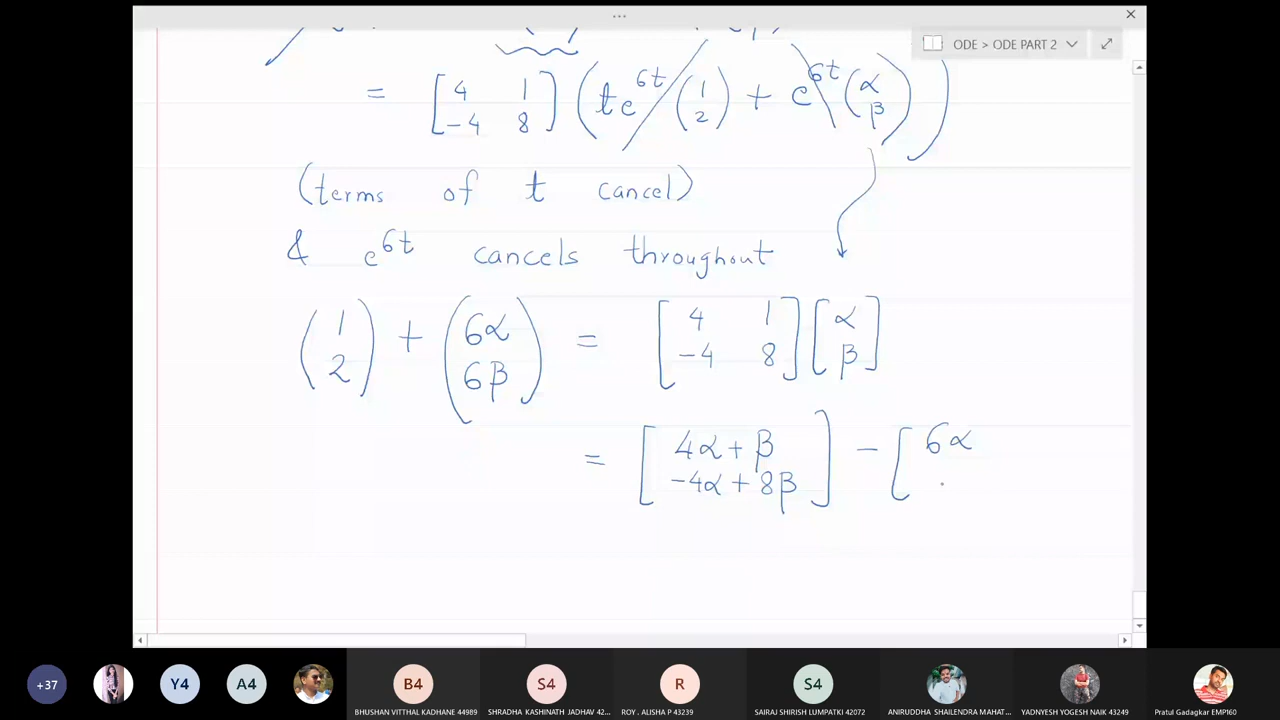 ODE > ODE PART 2
= [4 1 -4 8] (te^6t (1 2) + e^6t (α β))
(terms of t cancel)
& e^6t cancels throughout
(1 2) + (6α 6β) = [4 1 -4 8] [α β]
= [4α + β -4α + 8β] - [6α
+37
Y4
A4
B4
S4
R
S4
BHUSHAN VITTHAL KADHANE 44989
SHRADHA KASHINATH JADHAV 42...
ROY . ALISHA P 43239
SAIRAJ SHIRISH LUMPATKI 42072
ANIRUDDHA SHAILENDRA MAHAT...
YADNYESH YOGESH NAIK 43249
Pratul Gadagkar EMP160